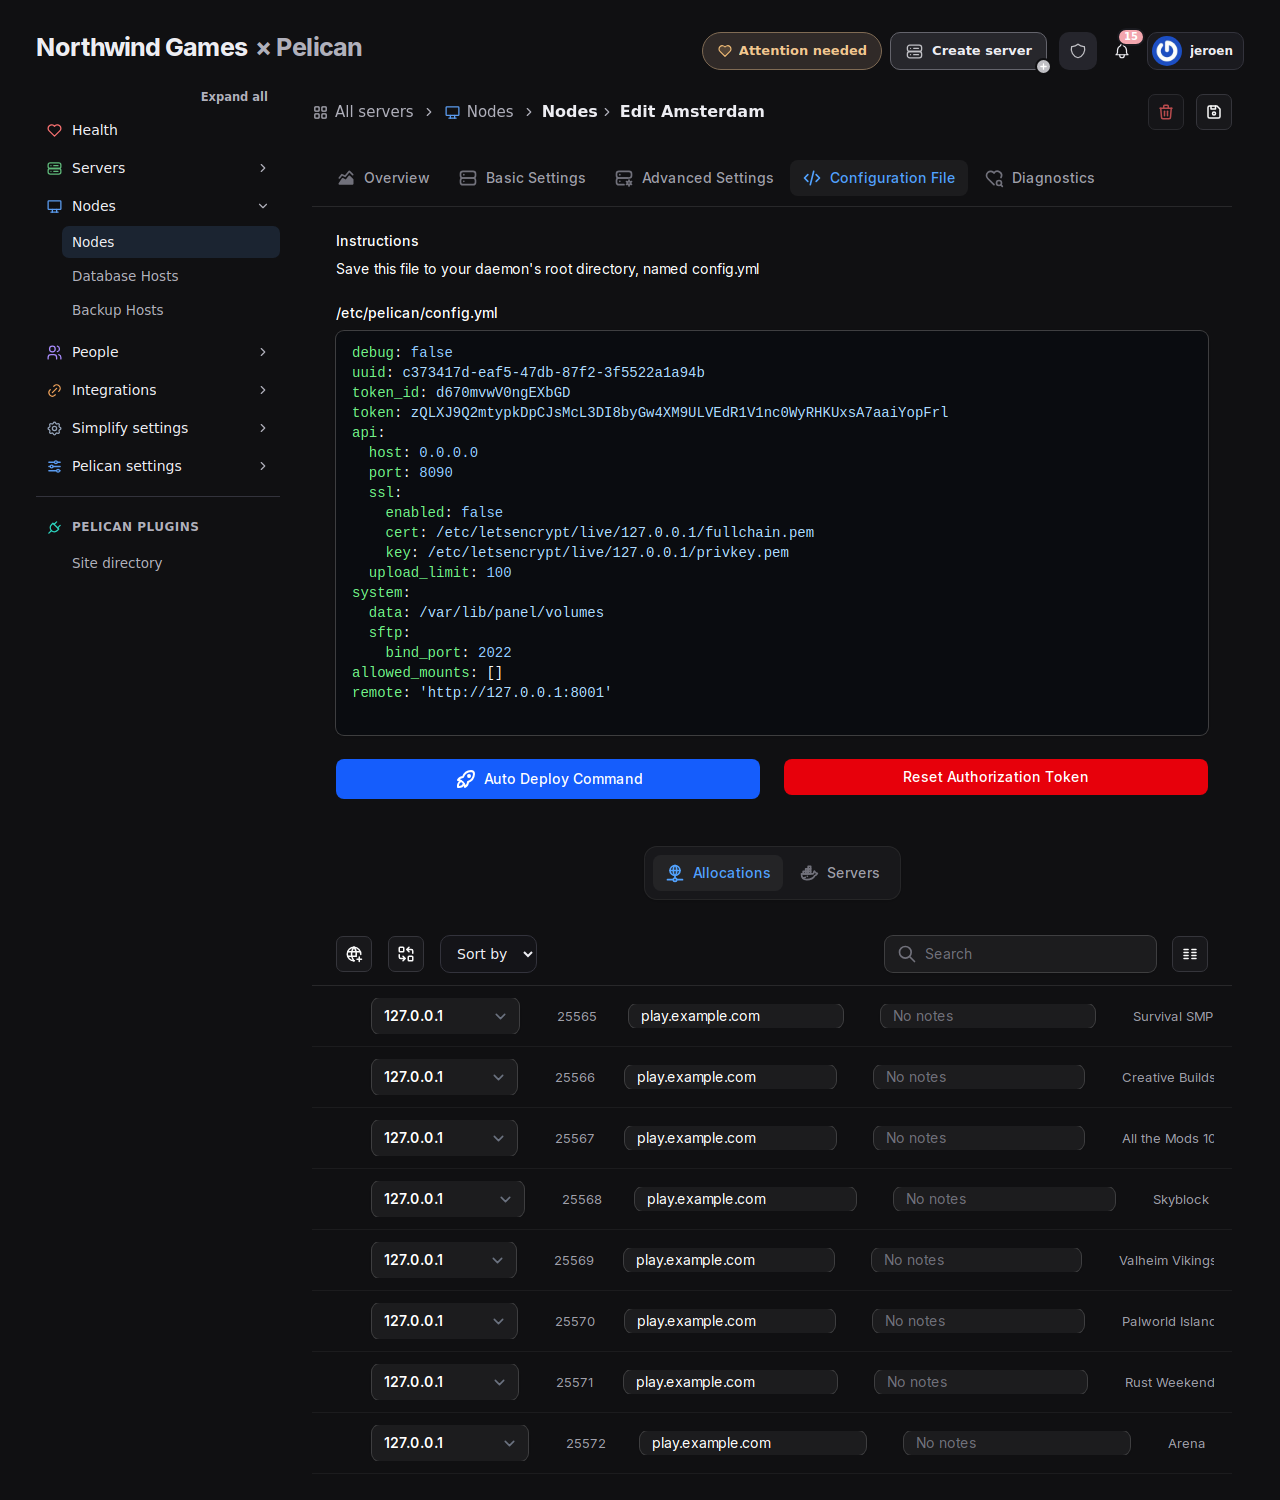 Northwind Games × Pelican
Attention needed
Create server
15
jeroen
Expand all
Health
Servers
Nodes
Nodes
Database Hosts
Backup Hosts
People
Integrations
Simplify settings
Pelican settings
PELICAN PLUGINS
Site directory
All servers > Nodes > Nodes > Edit Amsterdam
Overview
Basic Settings
Advanced Settings
Configuration File
Diagnostics
Instructions
Save this file to your daemon's root directory, named config.yml
/etc/pelican/config.yml
debug: false
uuid: c373417d-eaf5-47db-87f2-3f5522a1a94b
token_id: d670mvwV0ngEXbGD
token: zQLXJ9Q2mtypkDpCJsMcL3DI8byGw4XM9ULVEdR1V1nc0WyRHKUxsA7aaiYopFrl
api:
  host: 0.0.0.0
  port: 8090
  ssl:
    enabled: false
    cert: /etc/letsencrypt/live/127.0.0.1/fullchain.pem
    key: /etc/letsencrypt/live/127.0.0.1/privkey.pem
  upload_limit: 100
system:
  data: /var/lib/panel/volumes
  sftp:
    bind_port: 2022
allowed_mounts: []
remote: 'http://127.0.0.1:8001'
Auto Deploy Command
Reset Authorization Token
Allocations
Servers
Sort by
Search
127.0.0.1 25565 play.example.com No notes Survival SMP
127.0.0.1 25566 play.example.com No notes Creative Builds
127.0.0.1 25567 play.example.com No notes All the Mods 10
127.0.0.1 25568 play.example.com No notes Skyblock
127.0.0.1 25569 play.example.com No notes Valheim Vikings
127.0.0.1 25570 play.example.com No notes Palworld Island
127.0.0.1 25571 play.example.com No notes Rust Weekend
127.0.0.1 25572 play.example.com No notes Arena